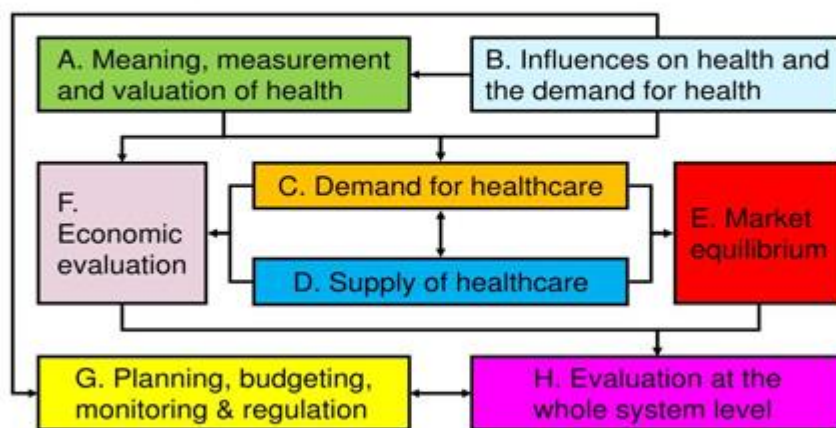 A. Meaning, measurement
and valuation of health
B. Influences on health and
the demand for health
F.
Economic
evaluation
C. Demand for healthcare
D. Supply of healthcare
E. Market
equilibrium
G. Planning, budgeting,
monitoring & regulation
H. Evaluation at the
whole system level